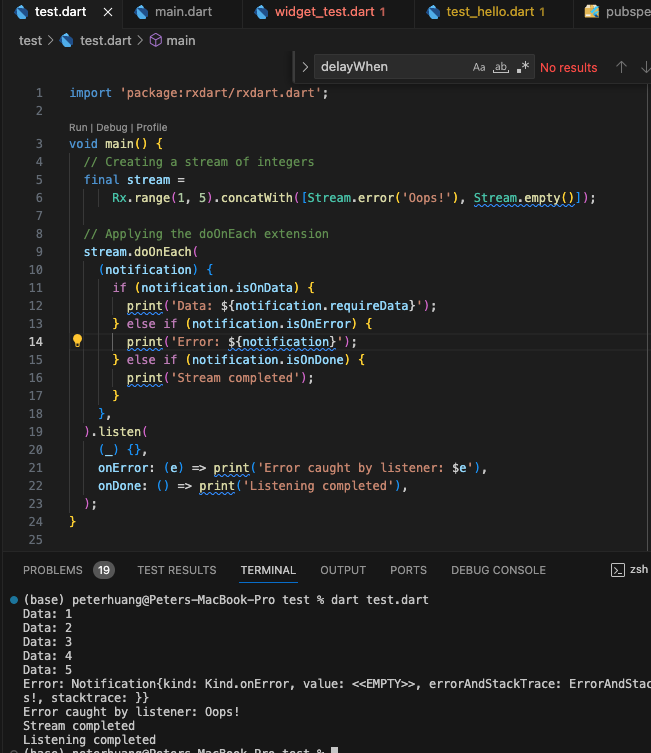 test.dart × main.dart widget_test.dart 1 test_hello.dart 1 pubspe
test > test.dart > main
delayWhen Aa ab .* No results
1 import 'package:rxdart/rxdart.dart';
2
Run | Debug | Profile
3 void main() {
4 // Creating a stream of integers
5 final stream =
6 Rx.range(1, 5).concatWith([Stream.error('Oops!'), Stream.empty()]);
7
8 // Applying the doOnEach extension
9 stream.doOnEach(
10 (notification) {
11 if (notification.isOnData) {
12 print('Data: ${notification.requireData}');
13 } else if (notification.isOnError) {
14 print('Error: ${notification}');
15 } else if (notification.isOnDone) {
16 print('Stream completed');
17 }
18 },
19 ).listen(
20 (_) {},
21 onError: (e) => print('Error caught by listener: $e'),
22 onDone: () => print('Listening completed'),
23 );
24 }
25
PROBLEMS 19 TEST RESULTS TERMINAL OUTPUT PORTS DEBUG CONSOLE zsh
(base) peterhuang@Peters-MacBook-Pro test % dart test.dart
Data: 1
Data: 2
Data: 3
Data: 4
Data: 5
Error: Notification{kind: Kind.onError, value: <<EMPTY>>, errorAndStackTrace: ErrorAndStac
s!, stacktrace: }}
Error caught by listener: Oops!
Stream completed
Listening completed
(base) peterhuang@Peters-MacBook-Pro test %